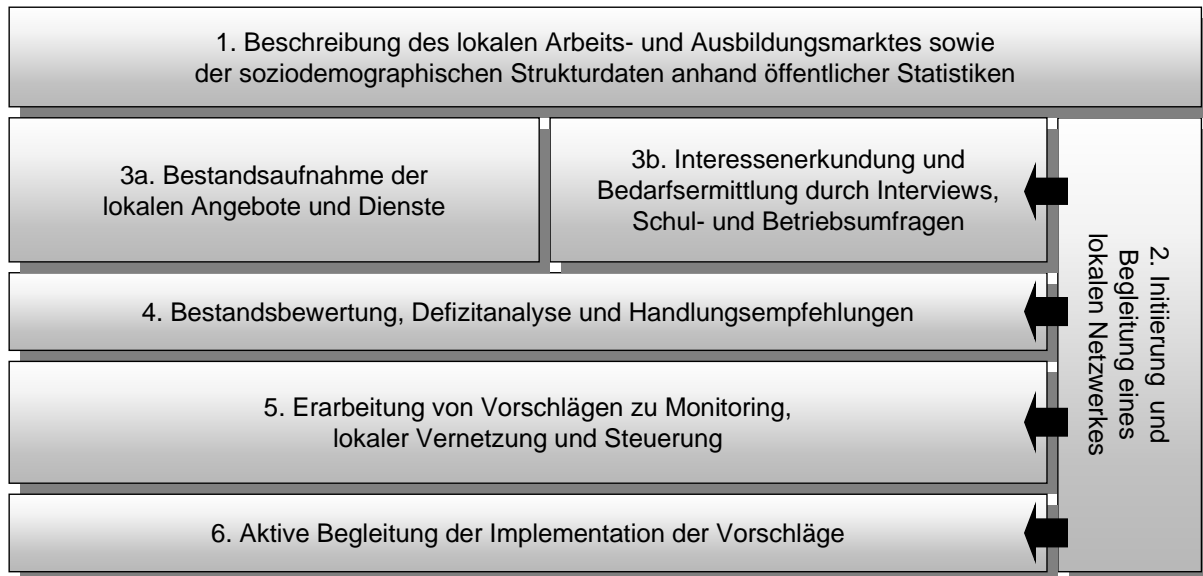 1. Beschreibung des lokalen Arbeits- und Ausbildungsmarktes sowie
der soziodemographischen Strukturdaten anhand öffentlicher Statistiken
3a. Bestandsaufnahme der
lokalen Angebote und Dienste
3b. Interessenerkundung und
Bedarfsermittlung durch Interviews,
Schul- und Betriebsumfragen
2. Initiierung und
Begleitung eines
lokalen Netzwerkes
4. Bestandsbewertung, Defizitanalyse und Handlungsempfehlungen
5. Erarbeitung von Vorschlägen zu Monitoring,
lokaler Vernetzung und Steuerung
6. Aktive Begleitung der Implementation der Vorschläge